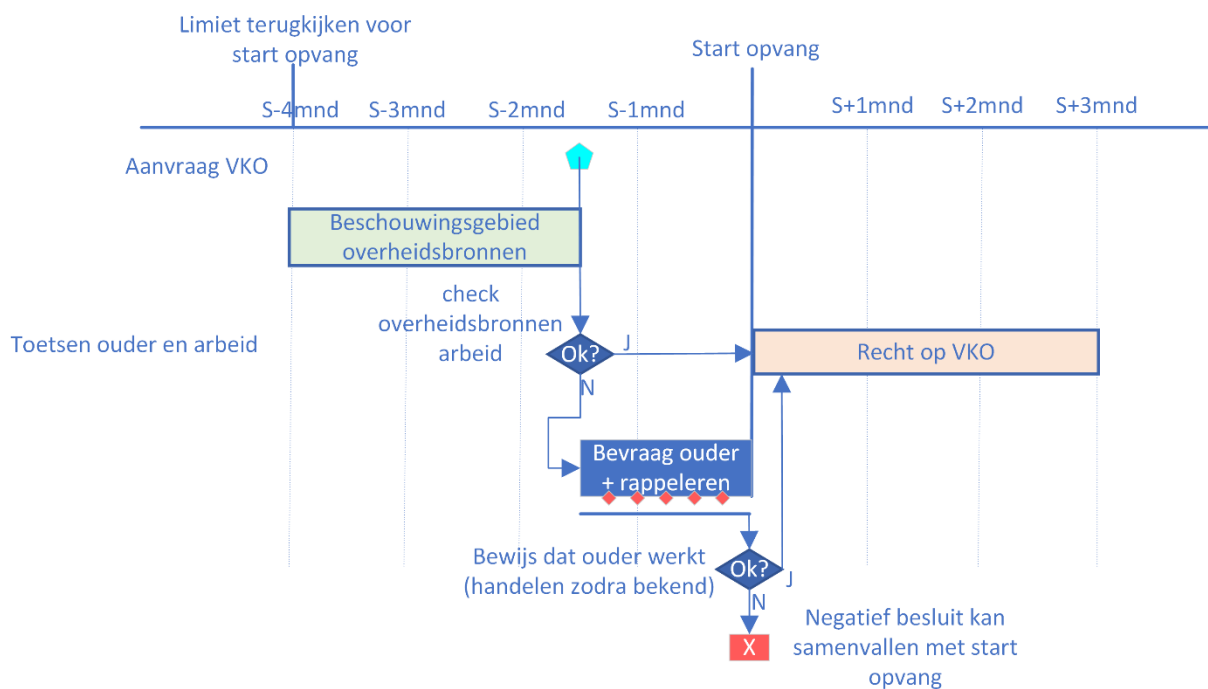 Limiet terugkijken voor
start opvang
Start opvang
S-4mnd S-3mnd S-2mnd S-1mnd S+1mnd S+2mnd S+3mnd
Aanvraag VKO
Beschouwingsgebied
overheidsbronnen
check
overheidsbronnen
arbeid
Toetsen ouder en arbeid
Ok?
J
N
Recht op VKO
Bevraag ouder
+ rappeleren
Bewijs dat ouder werkt
(handelen zodra bekend)
Ok?
J
N
X
Negatief besluit kan
samenvallen met start
opvang